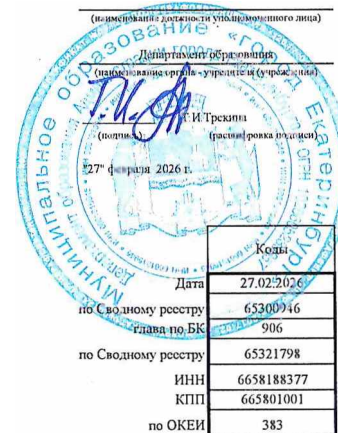 (наименование должности уполномоченного лица)
Департамент образования
(наименование органа - учредителя (учреждения)
Т.И.Трекина
(подпись) (расшифровка подписи)
"27" февраля 2026 г.
Муниципальное образование «город Екатеринбург»
Коды
Дата 27.02.2026
по Сводному реестру 65300946
глава по БК 906
по Сводному реестру 65321798
ИНН 6658188377
КПП 665801001
по ОКЕИ 383